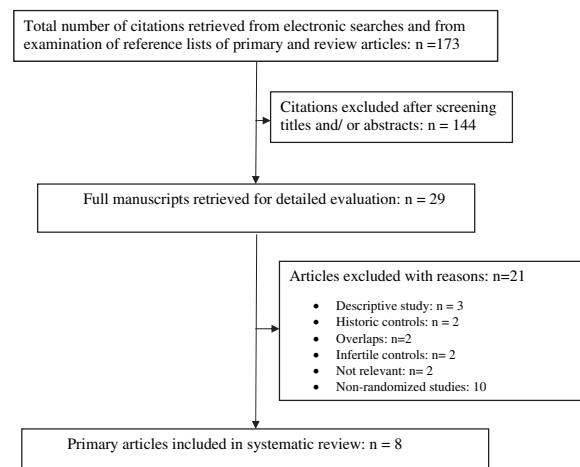 Total number of citations retrieved from electronic searches and from
examination of reference lists of primary and review articles: n =173
Citations excluded after screening
titles and/ or abstracts: n = 144
Full manuscripts retrieved for detailed evaluation: n = 29
Articles excluded with reasons: n=21
• Descriptive study: n = 3
• Historic controls: n = 2
• Overlaps: n=2
• Infertile controls: n= 2
• Not relevant: n= 2
• Non-randomized studies: 10
Primary articles included in systematic review: n = 8